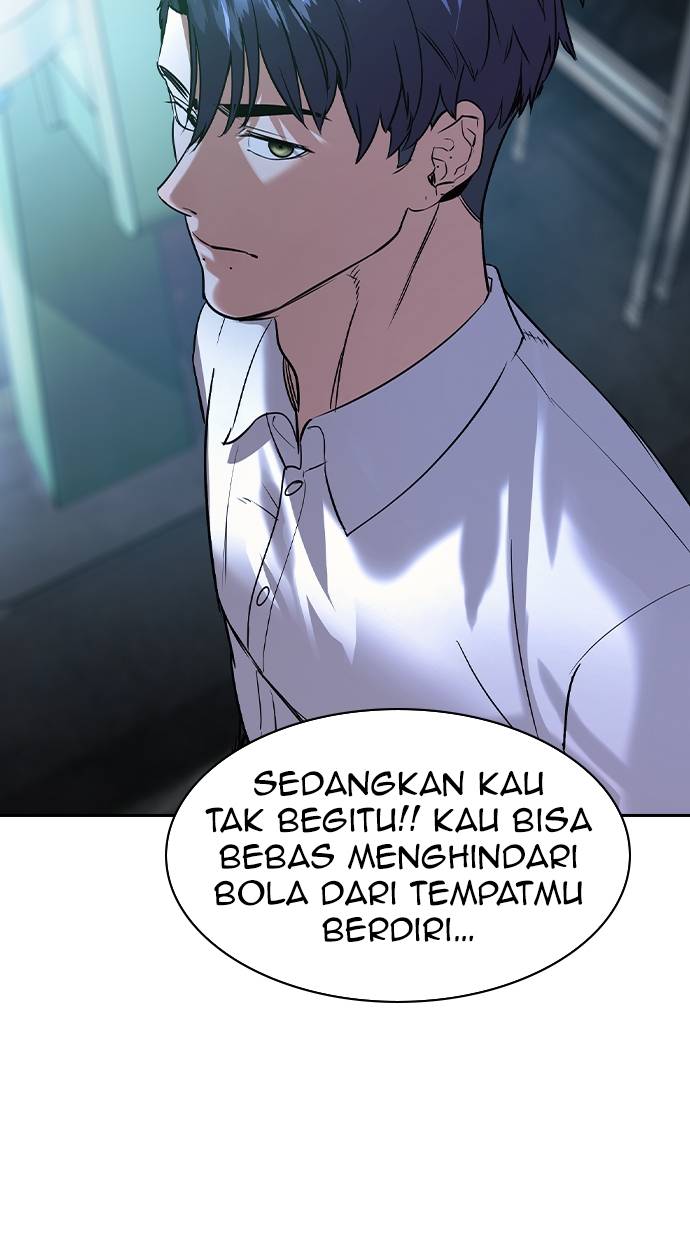 SEDANGKAN KAU
TAK BEGITU!! KAU BISA
BEBAS MENGHINDARI
BOLA DARI TEMPATMU
BERDIRI...